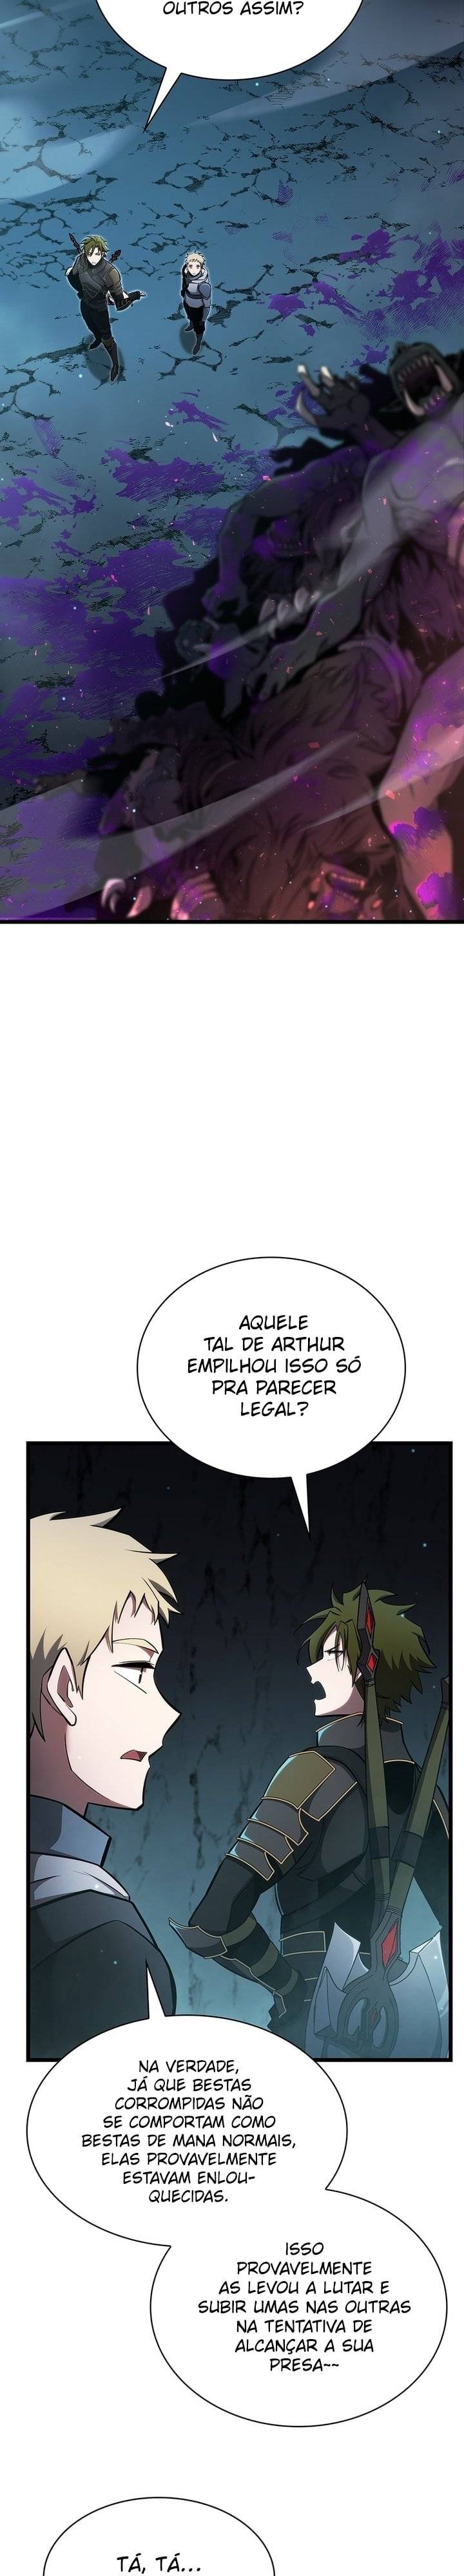 OUTROS ASSIM?
AQUELE
TAL DE ARTHUR
EMPILHOU ISSO SÓ
PRA PARECER
LEGAL?
NA VERDADE,
JÁ QUE BESTAS
CORROMPIDAS NÃO
SE COMPORTAM COMO
BESTAS DE MANA NORMAIS,
ELAS PROVAVELMENTE
ESTAVAM ENLOU-
QUECIDAS.
ISSO
PROVAVELMENTE
AS LEVOU A LUTAR E
SUBIR UMAS NAS OUTRAS
NA TENTATIVA DE
ALCANÇAR A SUA
PRESA~~
TÁ, TÁ...